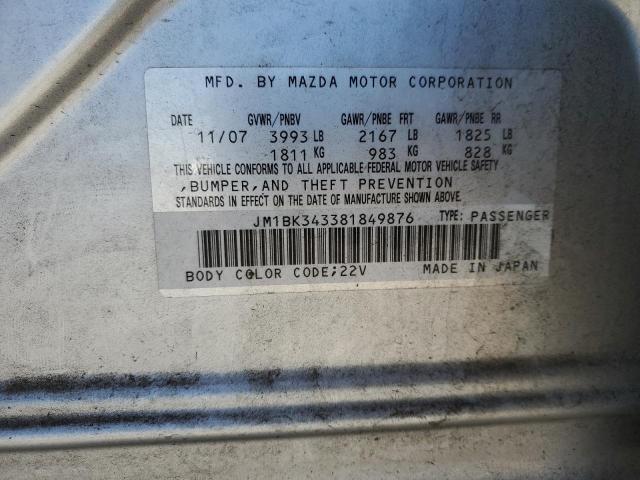 MFD. BY MAZDA MOTOR CORPORATION
DATE GVWR/PNBV GAWR/PNBE FRT GAWR/PNBE RR
11/07 3993 LB 2167 LB 1825 LB
1811 KG 983 KG 828 KG
THIS VEHICLE CONFORMS TO ALL APPLICABLE FEDERAL MOTOR VEHICLE SAFETY
,BUMPER,AND THEFT PREVENTION
STANDARDS IN EFFECT ON THE DATE OF MANUFACTURE SHOWN ABOVE.
JM1BK343381849876 TYPE: PASSENGER
BODY COLOR CODE;22V MADE IN JAPAN